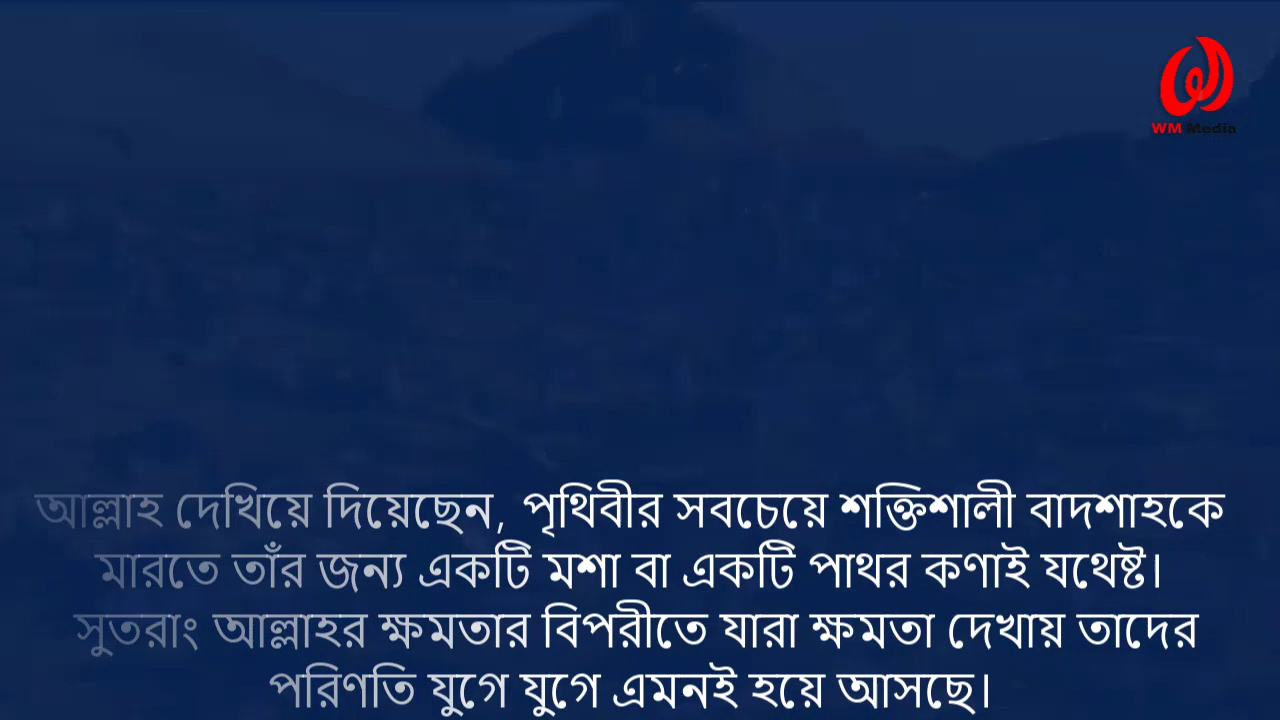 WM Media
আল্লাহ দেখিয়ে দিয়েছেন, পৃথিবীর সবচেয়ে শক্তিশালী বাদশাহকে
মারতে তাঁর জন্য একটি মশা বা একটি পাথর কণাই যথেষ্ট।
সুতরাং আল্লাহর ক্ষমতার বিপরীতে যারা ক্ষমতা দেখায় তাদের
পরিণতি যুগে যুগে এমনই হয়ে আসছে।